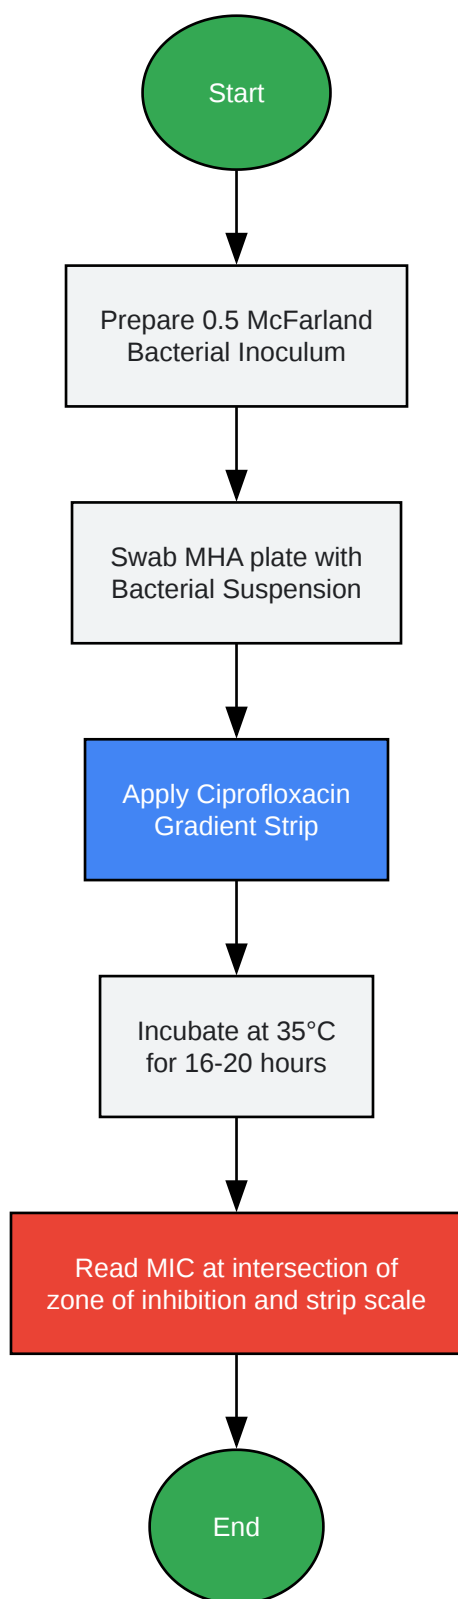 Start
Prepare 0.5 McFarland
Bacterial Inoculum
Swab MHA plate with
Bacterial Suspension
Apply Ciprofloxacin
Gradient Strip
Incubate at 35°C
for 16-20 hours
Read MIC at intersection of
zone of inhibition and strip scale
End